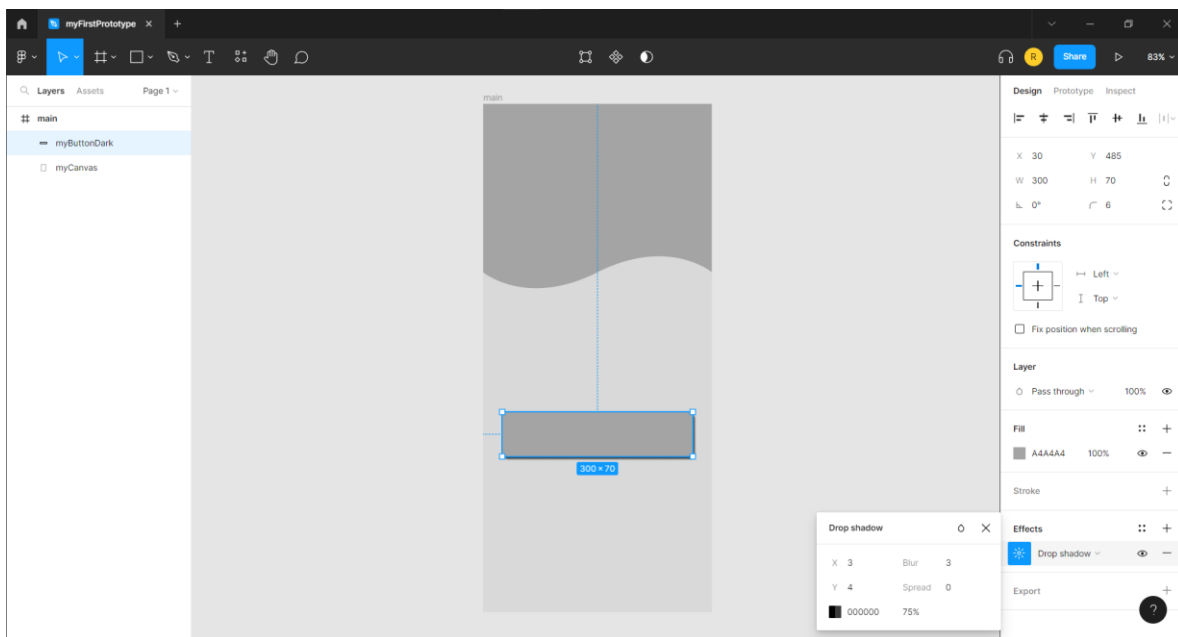 myFirstPrototype
R
Share
83%
Layers Assets Page 1
main
myButtonDark
myCanvas
main
300 × 70
Design Prototype Inspect
X 30 Y 485
W 300 H 70
0° 6
Constraints
Left
Top
Fix position when scrolling
Layer
Pass through 100%
Fill
A4A4A4 100%
Stroke
Effects
Drop shadow
Export
?
Drop shadow
X 3 Blur 3
Y 4 Spread 0
000000 75%